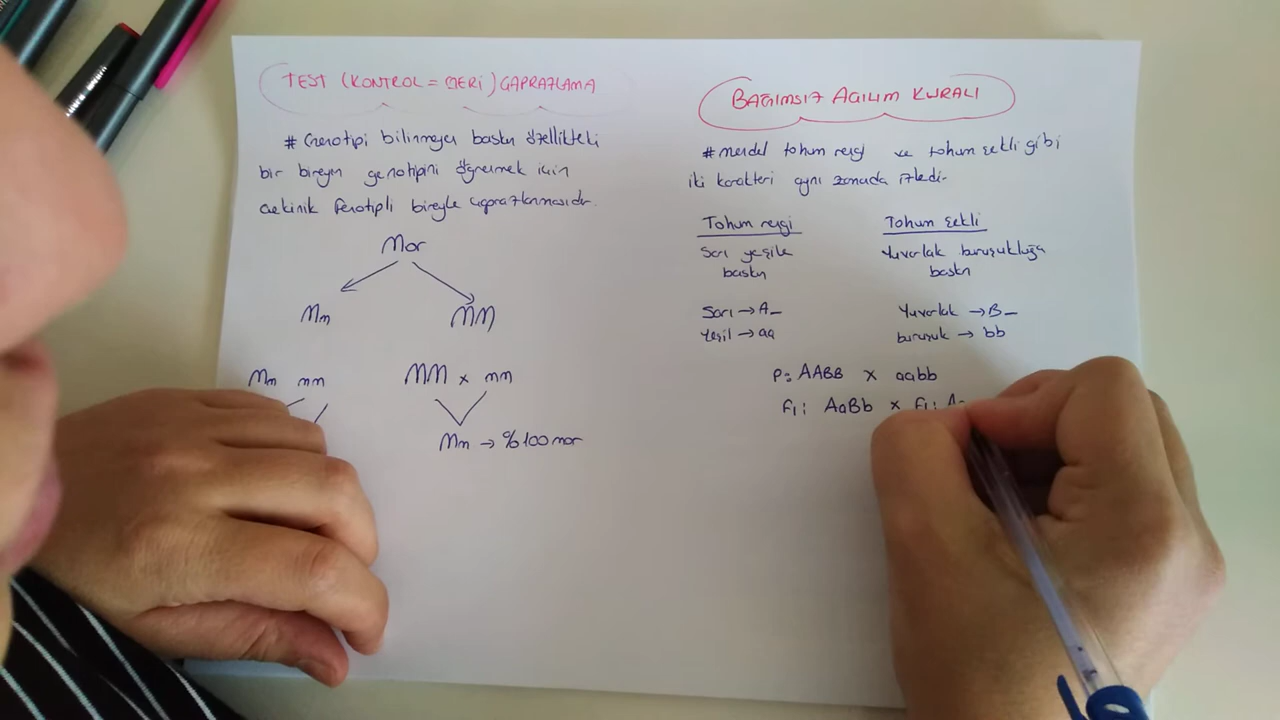 TEST (KONTROL = GERİ) ÇAPRAZLAMA
# Genotipi bilinmeyen baskın özellikteki
bir bireyin genotipini öğrenmek için
çekinik fenotipli bireyle çaprazlanmasıdır.
Mor
Mm MM
Mm mm MM x mm
Mm → %100 mor
BAĞIMSIZ AÇILIM KURALI
# mendel tohum rengi ve tohum şekli gibi
iki karakteri aynı zamanda izledi.
Tohum rengi Tohum şekli
Sarı yeşile Yuvarlak buruşukluğa
baskın baskın
Sarı → A_ Yuvarlak → B_
Yeşil → aa buruşuk → bb
P: AABB x aabb
F1: AaBb x F1: A